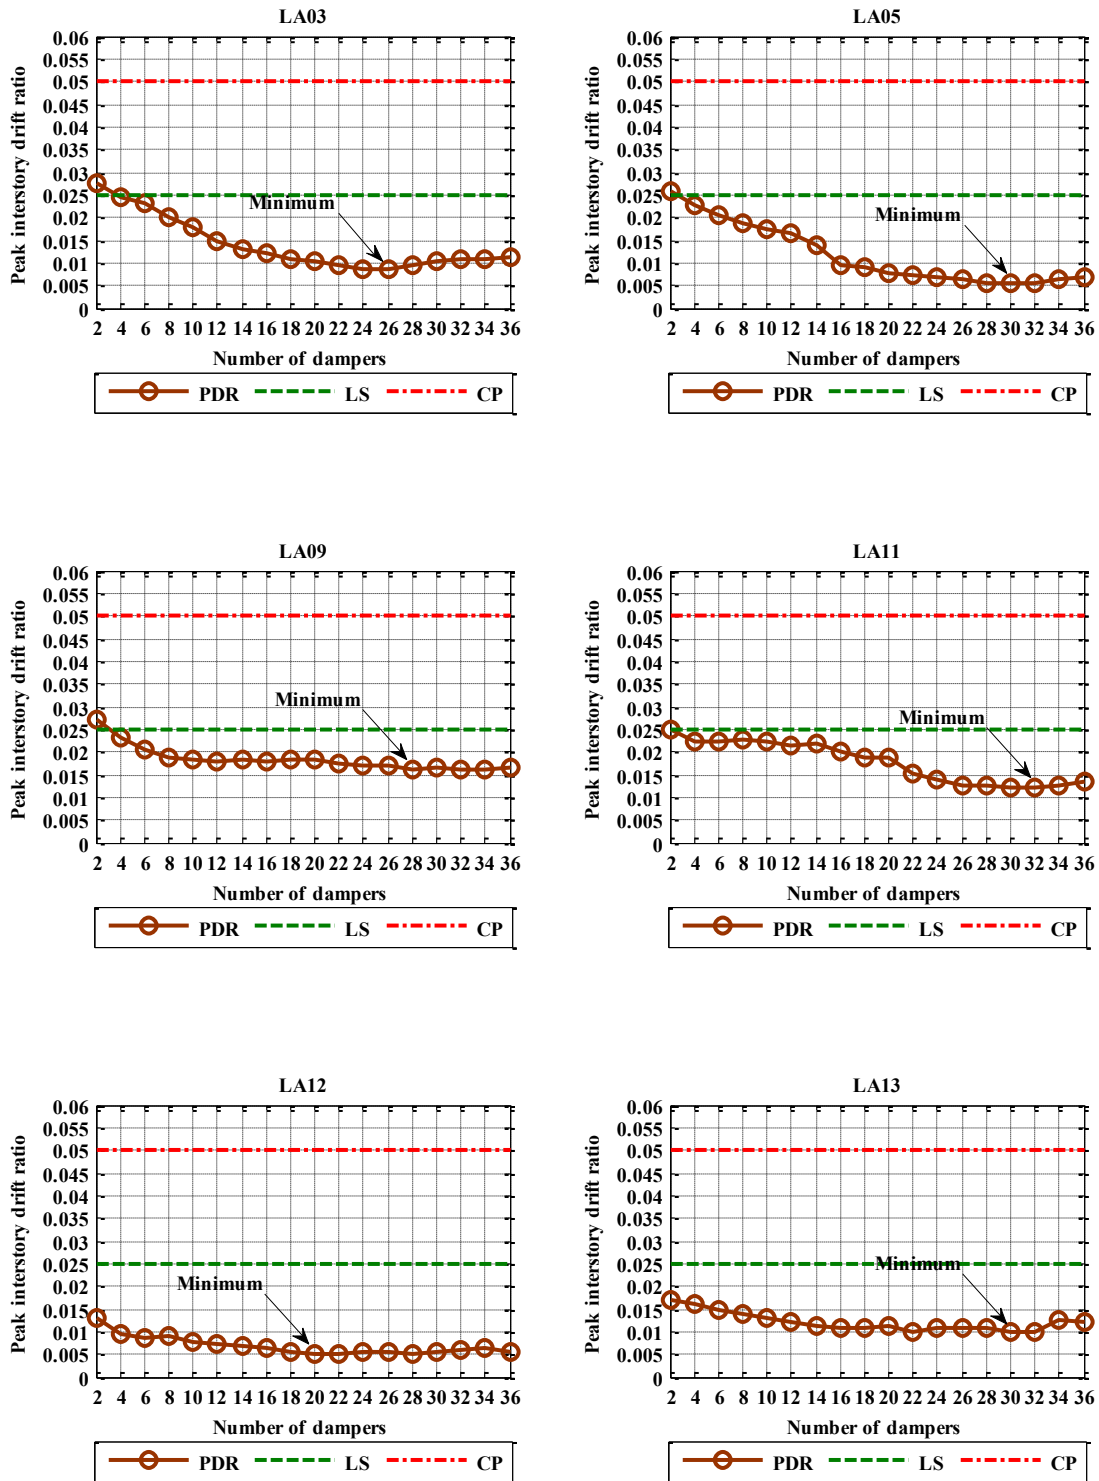 LA03
0.06
0.055
0.05
0.045
0.04
0.035
0.03
0.025
0.02
0.015
0.01
0.005
0
Peak interstory drift ratio
Minimum
2 4 6 8 10 12 14 16 18 20 22 24 26 28 30 32 34 36
Number of dampers
PDR LS CP
LA05
0.06
0.055
0.05
0.045
0.04
0.035
0.03
0.025
0.02
0.015
0.01
0.005
0
Peak interstory drift ratio
Minimum
2 4 6 8 10 12 14 16 18 20 22 24 26 28 30 32 34 36
Number of dampers
PDR LS CP
LA09
0.06
0.055
0.05
0.045
0.04
0.035
0.03
0.025
0.02
0.015
0.01
0.005
0
Peak interstory drift ratio
Minimum
2 4 6 8 10 12 14 16 18 20 22 24 26 28 30 32 34 36
Number of dampers
PDR LS CP
LA11
0.06
0.055
0.05
0.045
0.04
0.035
0.03
0.025
0.02
0.015
0.01
0.005
0
Peak interstory drift ratio
Minimum
2 4 6 8 10 12 14 16 18 20 22 24 26 28 30 32 34 36
Number of dampers
PDR LS CP
LA12
0.06
0.055
0.05
0.045
0.04
0.035
0.03
0.025
0.02
0.015
0.01
0.005
0
Peak interstory drift ratio
Minimum
2 4 6 8 10 12 14 16 18 20 22 24 26 28 30 32 34 36
Number of dampers
PDR LS CP
LA13
0.06
0.055
0.05
0.045
0.04
0.035
0.03
0.025
0.02
0.015
0.01
0.005
0
Peak interstory drift ratio
Minimum
2 4 6 8 10 12 14 16 18 20 22 24 26 28 30 32 34 36
Number of dampers
PDR LS CP